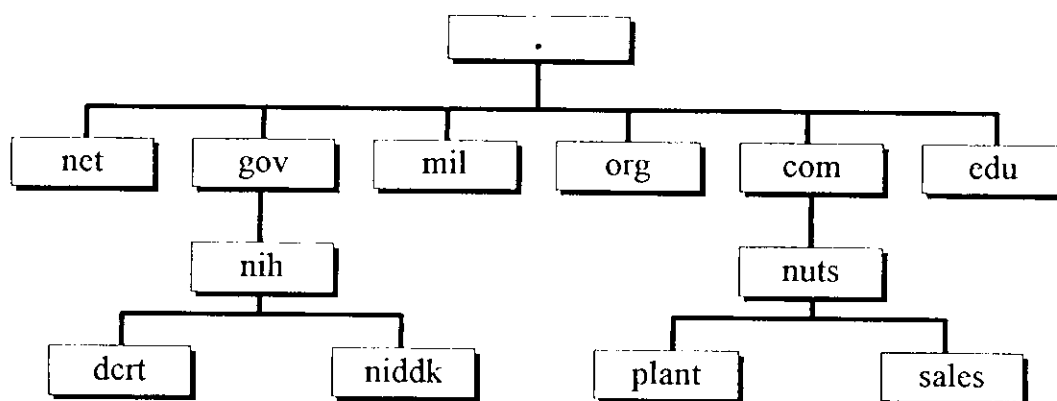 .
net gov mil org com edu
nih nuts
dcrt niddk plant sales